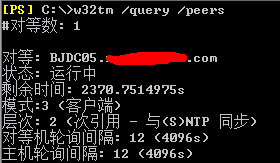 [PS] C:\>w32tm /query /peers
#对等数: 1
对等: BJDC05. .com
状态: 运行中
剩余时间: 2370.7514975s
模式:3 (客户端)
层次: 2 (次引用 - 与(S)NTP 同步)
对等机轮询间隔: 12 (4096s)
主机轮询间隔: 12 (4096s)